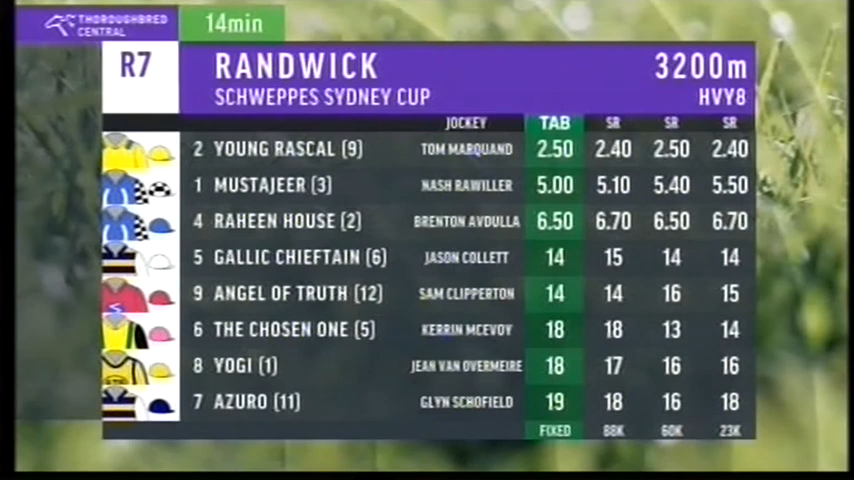 THOROUGHBRED
CENTRAL
14min
R7 RANDWICK 3200m
SCHWEPPES SYDNEY CUP HVY8
JOCKEY TAB SR SR SR
2 YOUNG RASCAL (9) TOM MARQUAND 2.50 2.40 2.50 2.40
1 MUSTAJEER (3) NASH RAWILLER 5.00 5.10 5.40 5.50
4 RAHEEN HOUSE (2) BRENTON AVDULLA 6.50 6.70 6.50 6.70
5 GALLIC CHIEFTAIN (6) JASON COLLETT 14 15 14 14
9 ANGEL OF TRUTH (12) SAM CLIPPERTON 14 14 16 15
6 THE CHOSEN ONE (5) KERRIN MCEVOY 18 18 13 14
8 YOGI (1) JEAN VAN OVERMEIRE 18 17 16 16
7 AZURO (11) GLYN SCHOFIELD 19 18 16 18
FIXED 88K 60K 23K